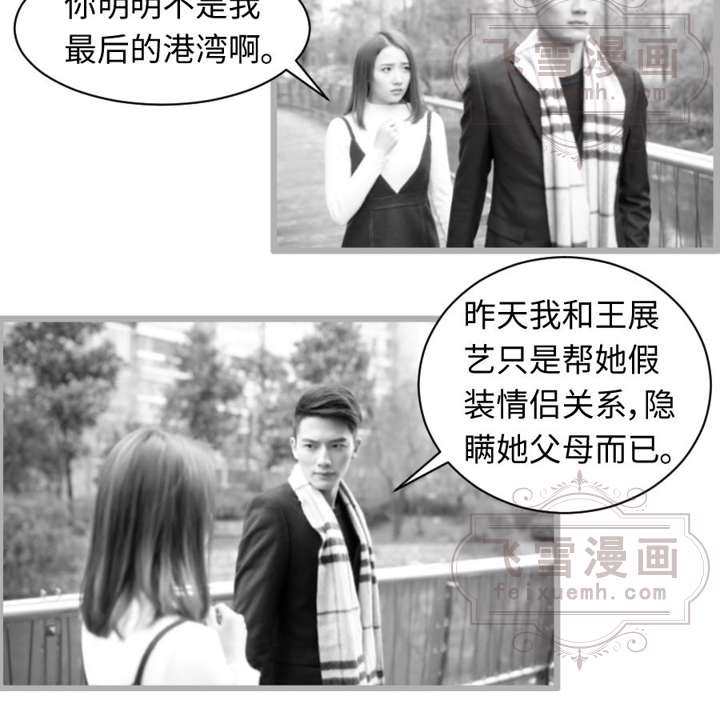 你明明不是我
最后的港湾啊。
飞雪漫画
feixuemh.com
昨天我和王展
艺只是帮她假
装情侣关系，隐
瞒她父母而已。
飞雪漫画
feixuemh.com